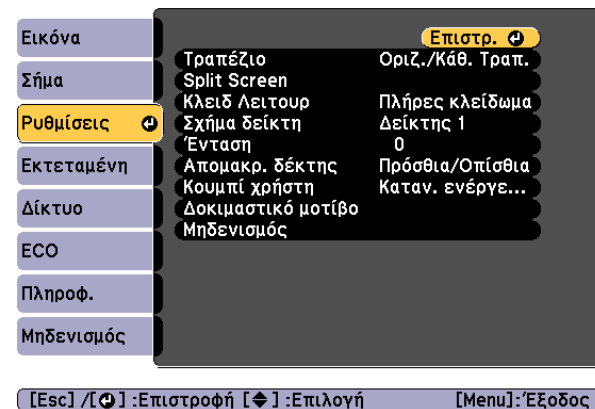 Εικόνα
Σήμα
Ρυθμίσεις
Εκτεταμένη
Δίκτυο
ECO
Πληροφ.
Μηδενισμός
Επιστρ.
Τραπέζιο Οριζ./Κάθ. Τραπ.
Split Screen
Κλειδ Λειτουρ Πλήρες κλείδωμα
Σχήμα δείκτη Δείκτης 1
Ένταση 0
Απομακρ. δέκτης Πρόσθια/Οπίσθια
Κουμπί χρήστη Καταν. ενέργε...
Δοκιμαστικό μοτίβο
Μηδενισμός
[Esc] /[⏎] :Επιστροφή [◆] :Επιλογή [Menu]:Έξοδος